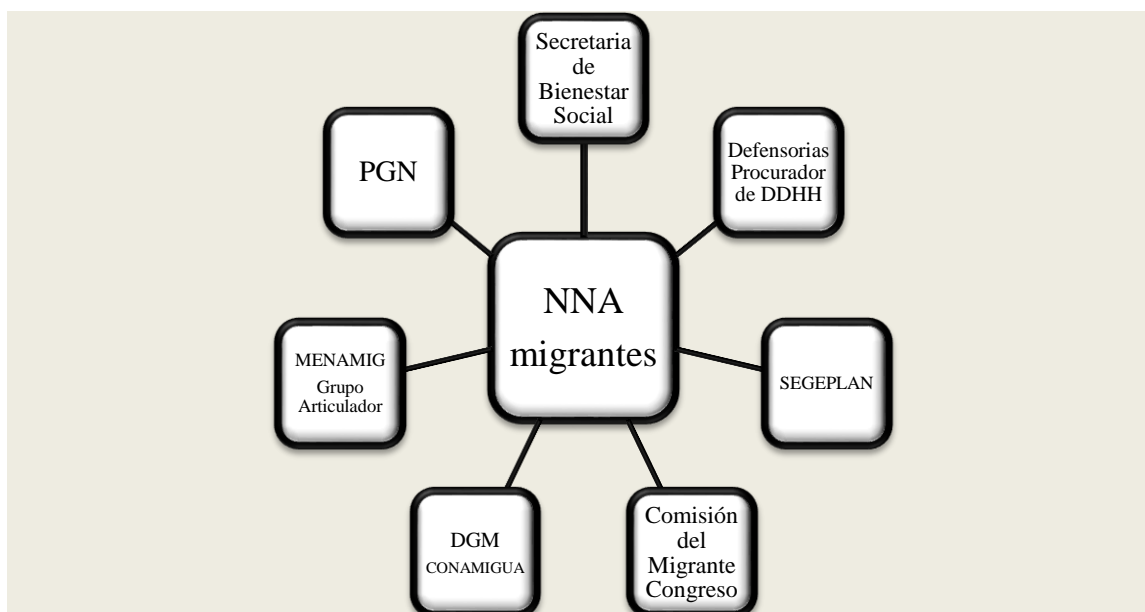 Secretaria
de
Bienestar
Social
PGN
Defensorias
Procurador
de DDHH
NNA
migrantes
MENAMIG
Grupo
Articulador
SEGEPLAN
DGM
CONAMIGUA
Comisión
del
Migrante
Congreso